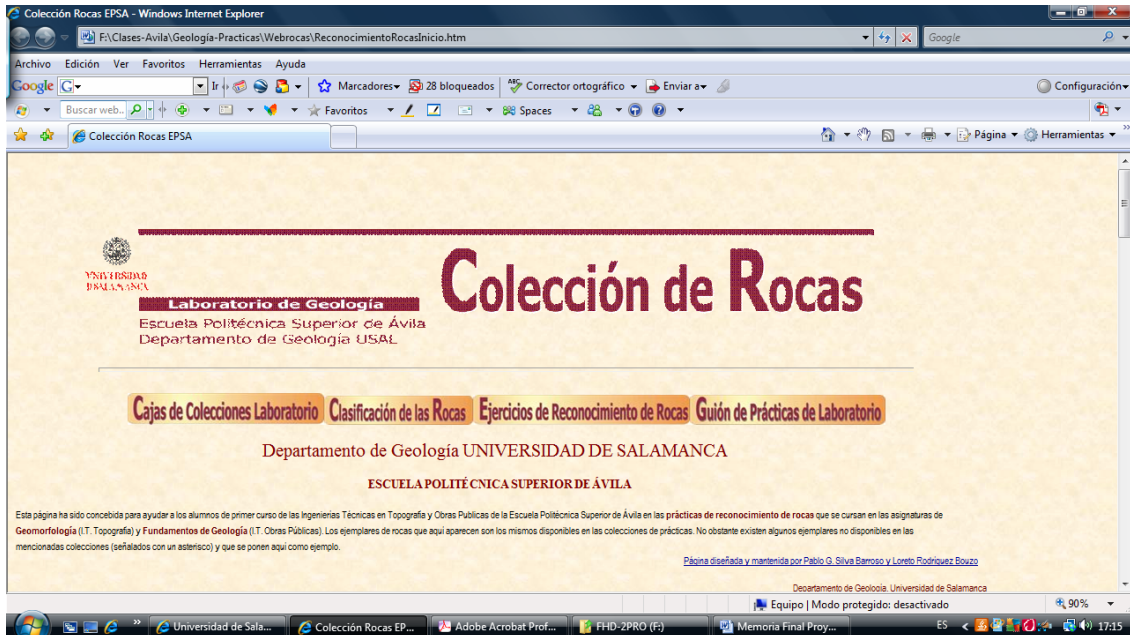 Colección Rocas EPSA - Windows Internet Explorer
F:\Clases-Avila\Geología-Practicas\Webrocas\ReconocimientoRocasInicio.htm
Google
Archivo Edición Ver Favoritos Herramientas Ayuda
Google G Ir Marcadores 28 bloqueados ABC Corrector ortográfico Enviar a Configuración
Buscar web.. Favoritos Spaces
Colección Rocas EPSA Página Herramientas »
VNIVERSIDAD
DSALAMANCA
Colección de Rocas
Laboratorio de Geología
Escuela Politécnica Superior de Ávila
Departamento de Geología USAL
Cajas de Colecciones Laboratorio Clasificación de las Rocas Ejercicios de Reconocimiento de Rocas Guión de Prácticas de Laboratorio
Departamento de Geología UNIVERSIDAD DE SALAMANCA
ESCUELA POLITÉCNICA SUPERIOR DE ÁVILA
Esta página ha sido concebida para ayudar a los alumnos de primer curso de las Ingenierias Técnicas en Topografía y Obras Publicas de la Escuela Politécnica Superior de Ávila en las prácticas de reconocimiento de rocas que se cursan en las asignaturas de
Geomorfología (I.T. Topografía) y Fundamentos de Geología (I.T. Obras Públicas). Los ejemplares de rocas que aqui aparecen son los mismos disponibles en las colecciones de prácticas. No obstante existen algunos ejemplares no disponibles en las
mencionadas colecciones (señalados con un asterisco) y que se ponen aqui como ejemplo.
Página diseñada y mantenida por Pablo G. Silva Barroso y Loreto Rodríguez Bouzo
Departamento de Geología. Universidad de Salamanca
Equipo | Modo protegido: desactivado 90%
» Universidad de Sala... Colección Rocas EP... Adobe Acrobat Prof... FHD-2PRO (F:) Memoria Final Proy... ES 17:15